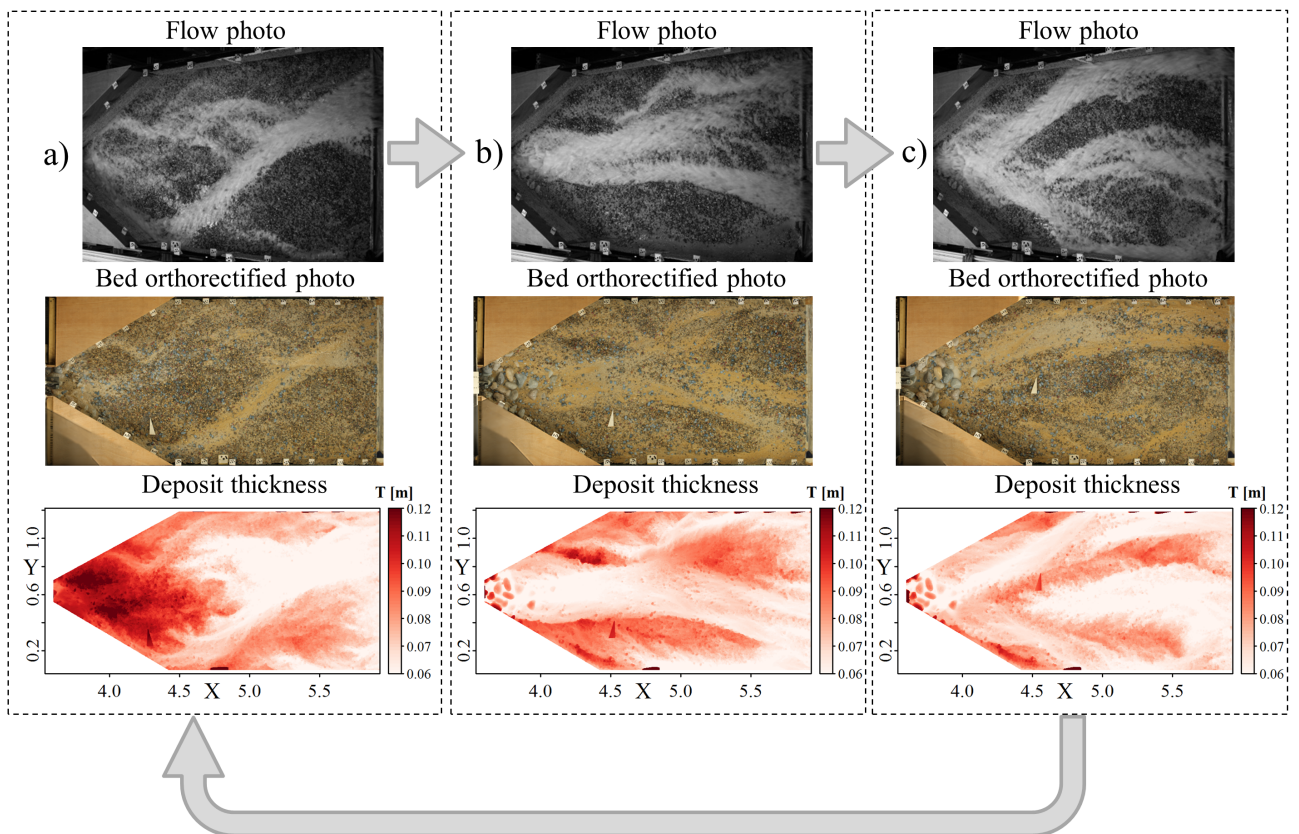 Flow photo
Flow photo
Flow photo
a)
b)
c)
Bed orthorectified photo
Bed orthorectified photo
Bed orthorectified photo
Deposit thickness
Deposit thickness
Deposit thickness
T [m]
0.12
0.11
0.10
0.09
0.08
0.07
0.06
Y
1.0
0.6
0.2
4.0
4.5
X
5.0
5.5
T [m]
0.12
0.11
0.10
0.09
0.08
0.07
0.06
Y
1.0
0.6
0.2
4.0
4.5
X
5.0
5.5
T [m]
0.12
0.11
0.10
0.09
0.08
0.07
0.06
Y
1.0
0.6
0.2
4.0
4.5
X
5.0
5.5